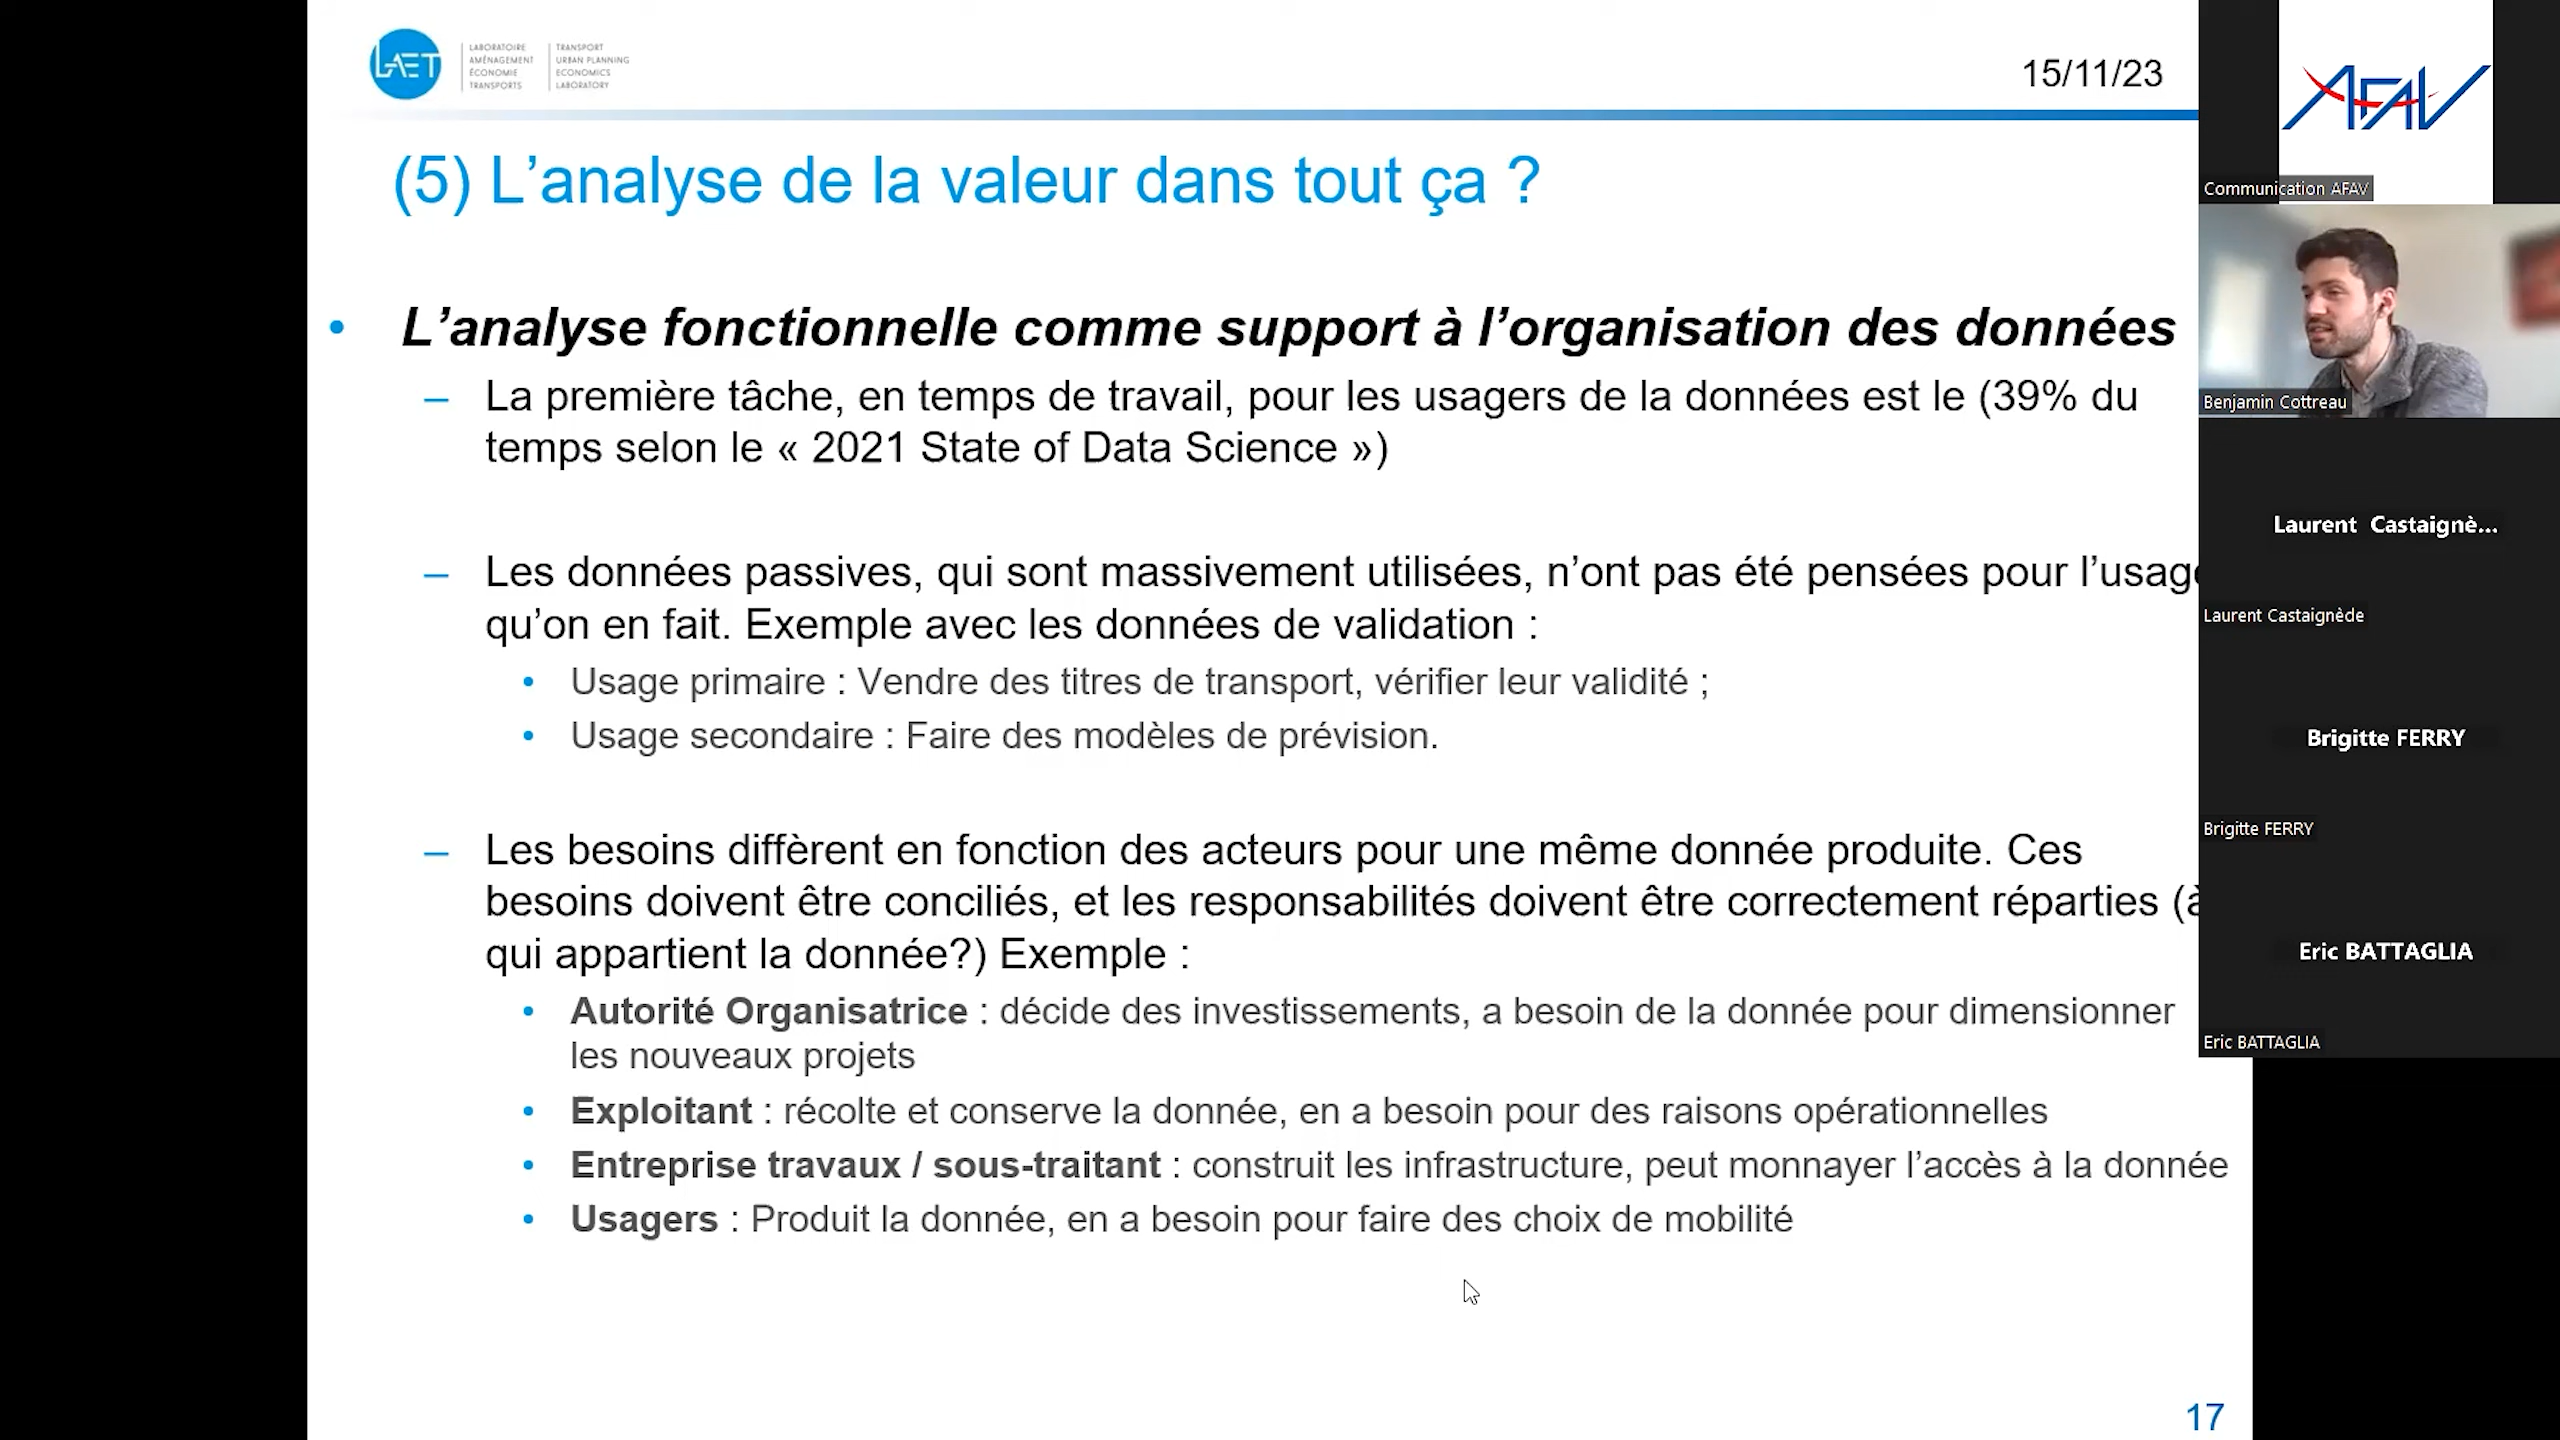 LAET
LABORATOIRE
AMÉNAGEMENT
ÉCONOMIE
TRANSPORTS
TRANSPORT
URBAN PLANNING
ECONOMICS
LABORATORY
15/11/23
(5) L’analyse de la valeur dans tout ça ?
• L’analyse fonctionnelle comme support à l’organisation des données
– La première tâche, en temps de travail, pour les usagers de la données est le (39% du
temps selon le « 2021 State of Data Science »)
– Les données passives, qui sont massivement utilisées, n’ont pas été pensées pour l’usage
qu’on en fait. Exemple avec les données de validation :
• Usage primaire : Vendre des titres de transport, vérifier leur validité ;
• Usage secondaire : Faire des modèles de prévision.
– Les besoins diffèrent en fonction des acteurs pour une même donnée produite. Ces
besoins doivent être conciliés, et les responsabilités doivent être correctement réparties (à
qui appartient la donnée?) Exemple :
• Autorité Organisatrice : décide des investissements, a besoin de la donnée pour dimensionner
les nouveaux projets
• Exploitant : récolte et conserve la donnée, en a besoin pour des raisons opérationnelles
• Entreprise travaux / sous-traitant : construit les infrastructure, peut monnayer l’accès à la donnée
• Usagers : Produit la donnée, en a besoin pour faire des choix de mobilité
17
AFAV
Communication AFAV
Benjamin Cottreau
Laurent Castaignè...
Laurent Castaignède
Brigitte FERRY
Brigitte FERRY
Eric BATTAGLIA
Eric BATTAGLIA